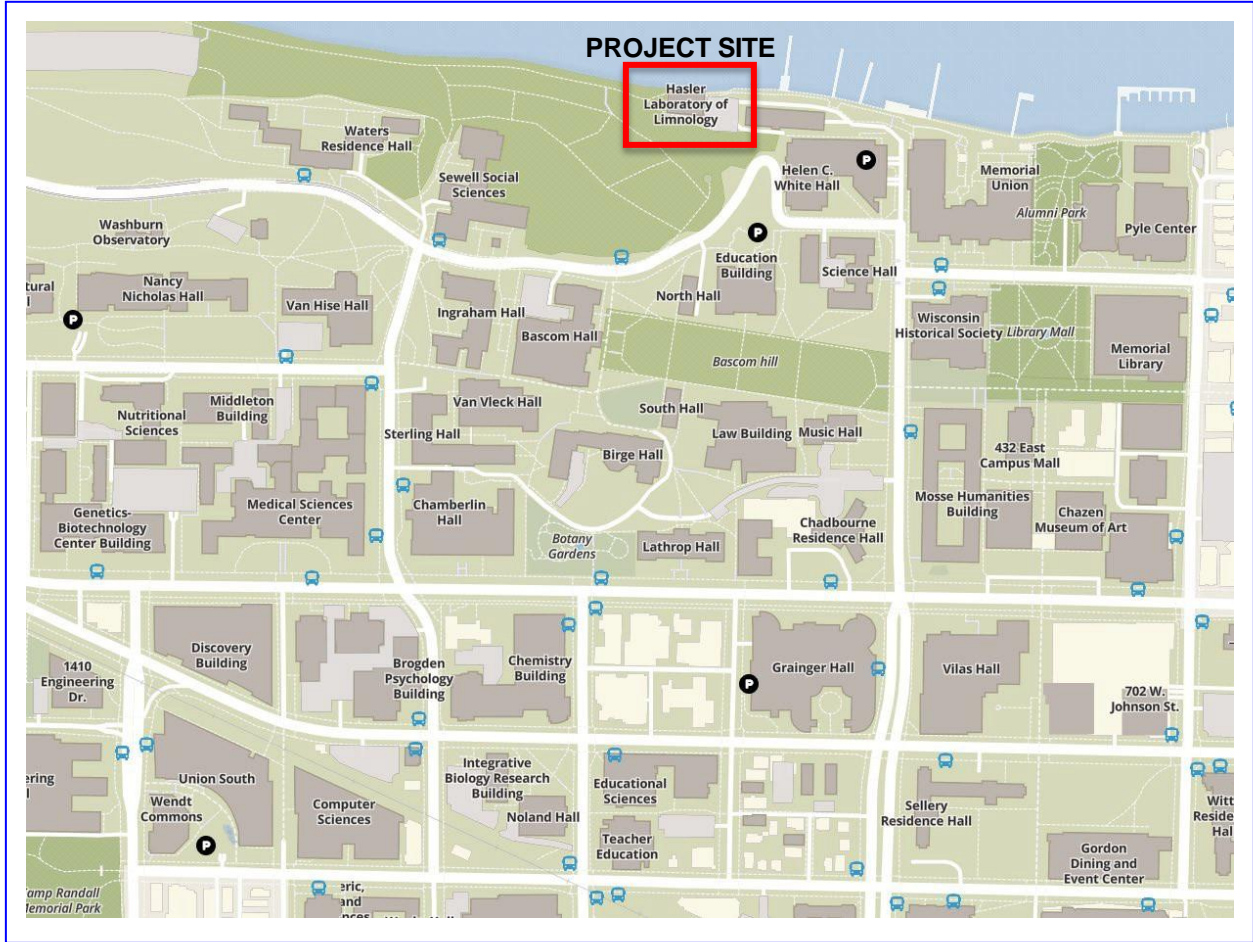 PROJECT SITE
Hasler
Laboratory of
Limnology
Waters
Residence Hall
Sewell Social
Sciences
Helen C.
White Hall
P
Memorial
Union
Alumni Park
Pyle Center
Washburn
Observatory
P
Education
Building
Science Hall
Nancy
Nicholas Hall
Van Hise Hall
North Hall
P
Ingraham Hall
Bascom Hall
Wisconsin
Historical Society
Library Mall
Memorial
Library
Bascom hill
Nutritional
Sciences
Middleton
Building
Van Vleck Hall
Sterling Hall
South Hall
Law Building
Music Hall
Birge Hall
432 East
Campus Mall
Genetics-
Biotechnology
Center Building
Medical Sciences
Center
Chamberlin
Hall
Botany
Gardens
Lathrop Hall
Chadbourne
Residence Hall
Mosse Humanities
Building
Chazen
Museum of Art
1410
Engineering
Dr.
Discovery
Building
Brogden
Psychology
Building
Chemistry
Building
Grainger Hall
P
Vilas Hall
702 W.
Johnson St.
Union South
Wendt
Commons
P
Computer
Sciences
Integrative
Biology Research
Building
Noland Hall
Educational
Sciences
Teacher
Education
Sellery
Residence Hall
Gordon
Dining and
Event Center